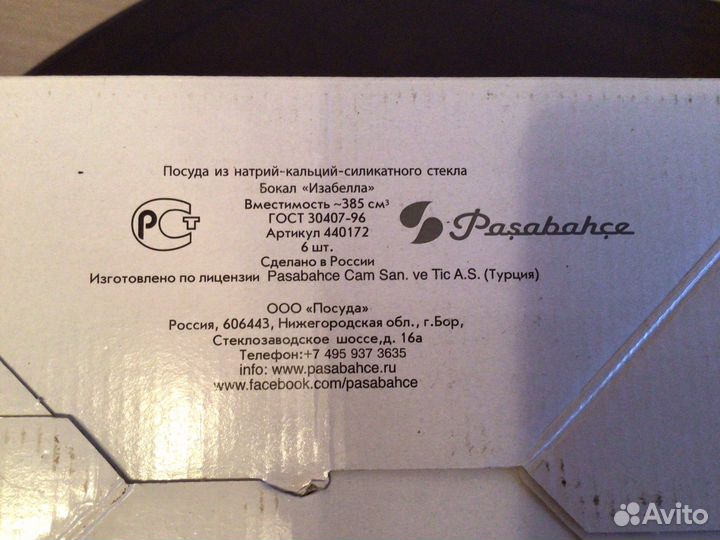 Посуда из натрий-кальций-силикатного стекла
Бокал «Изабелла»
Вместимость ~385 см³
ГОСТ 30407-96
Артикул 440172
6 шт.
Сделано в России
Изготовлено по лицензии Pasabahce Cam San. ve Tic A.S. (Турция)
РСТ
Paşabahçe
ООО «Посуда»
Россия, 606443, Нижегородская обл., г.Бор,
Стеклозаводское шоссе,д. 16а
Телефон:+7 495 937 3635
info: www.pasabahce.ru
www.facebook.com/pasabahce
Avito